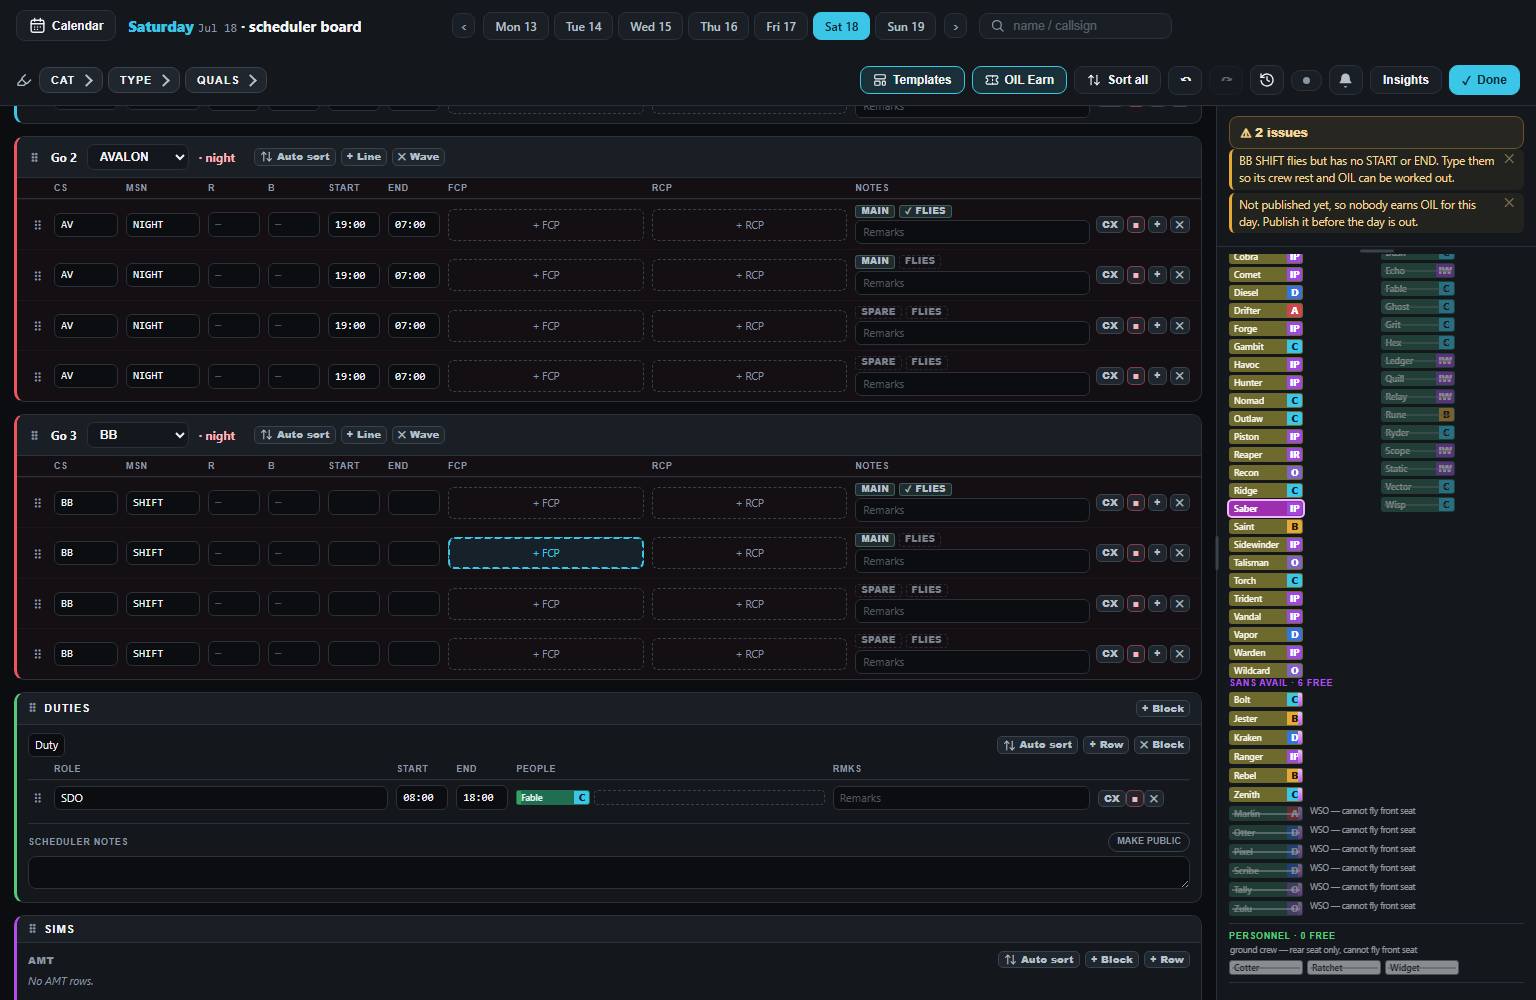 Calendar
Saturday Jul 18 · scheduler board
‹
Mon 13
Tue 14
Wed 15
Thu 16
Fri 17
Sat 18
Sun 19
›
name / callsign
CAT
TYPE
QUALS
Templates
OIL Earn
Sort all
Insights
✓ Done
Remarks
Go 2 AVALON · night Auto sort + Line × Wave
CS MSN R B START END FCP RCP NOTES
MAIN ✓ FLIES
AV NIGHT – – 19:00 07:00 + FCP + RCP Remarks CX + ×
MAIN FLIES
AV NIGHT – – 19:00 07:00 + FCP + RCP Remarks CX + ×
SPARE FLIES
AV NIGHT – – 19:00 07:00 + FCP + RCP Remarks CX + ×
SPARE FLIES
AV NIGHT – – 19:00 07:00 + FCP + RCP Remarks CX + ×
Go 3 BB · night Auto sort + Line × Wave
CS MSN R B START END FCP RCP NOTES
MAIN ✓ FLIES
BB SHIFT – – + FCP + RCP Remarks CX + ×
MAIN FLIES
BB SHIFT – – + FCP + RCP Remarks CX + ×
SPARE FLIES
BB SHIFT – – + FCP + RCP Remarks CX + ×
SPARE FLIES
BB SHIFT – – + FCP + RCP Remarks CX + ×
DUTIES + Block
Duty Auto sort + Row × Block
ROLE START END PEOPLE RMKS
SDO 08:00 18:00 Fable C Remarks CX ×
SCHEDULER NOTES MAKE PUBLIC
SIMS
AMT Auto sort + Block + Row
No AMT rows.
⚠ 2 issues
BB SHIFT flies but has no START or END. Type them ×
so its crew rest and OIL can be worked out.
Not published yet, so nobody earns OIL for this ×
day. Publish it before the day is out.
Cobra IP
Comet IP
Diesel D
Drifter A
Forge IP
Gambit C
Havoc IP
Hunter IP
Nomad C
Outlaw C
Piston IP
Reaper IR
Recon O
Ridge C
Saber IP
Saint B
Sidewinder IP
Talisman O
Torch C
Trident IP
Vandal IP
Vapor D
Warden IP
Wildcard O
Echo IW
Fable C
Ghost C
Grit C
Hex C
Ledger IW
Quill IW
Relay IW
Rune B
Ryder C
Scope IW
Static IW
Vector C
Wisp C
SANS AVAIL · 6 FREE
Bolt C
Jester B
Kraken D
Ranger IP
Rebel B
Zenith C
Marlin A WSO — cannot fly front seat
Otter D WSO — cannot fly front seat
Pixel D WSO — cannot fly front seat
Scribe D WSO — cannot fly front seat
Tally O WSO — cannot fly front seat
Zulu O WSO — cannot fly front seat
PERSONNEL · 0 FREE
ground crew — rear seat only, cannot fly front seat
Cotter Ratchet Widget